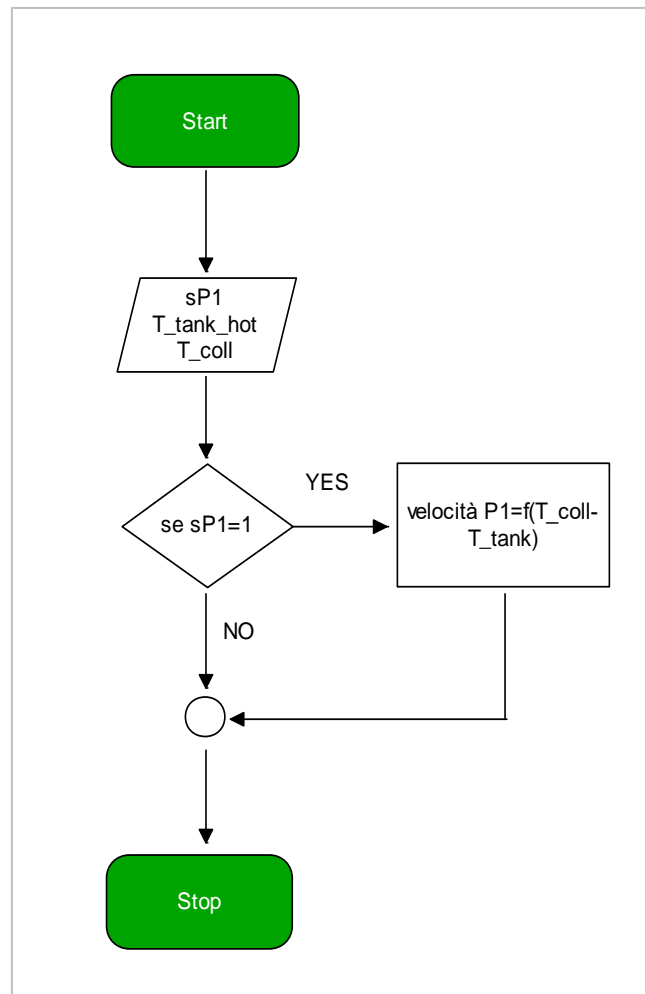 Start
sP1
T_tank_hot
T_coll
YES
se sP1=1
velocità P1=f(T_coll-
T_tank)
NO
Stop